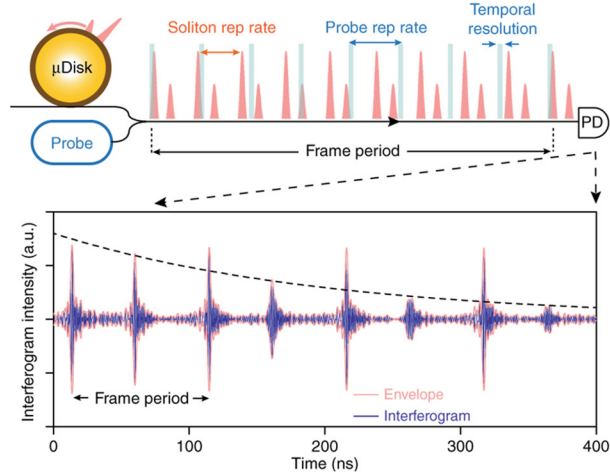 Soliton rep rate
Probe rep rate
Temporal
resolution
μDisk
Probe
PD
Frame period
Interferogram intensity (a.u.)
Frame period
Envelope
Interferogram
0
100
200
300
400
Time (ns)